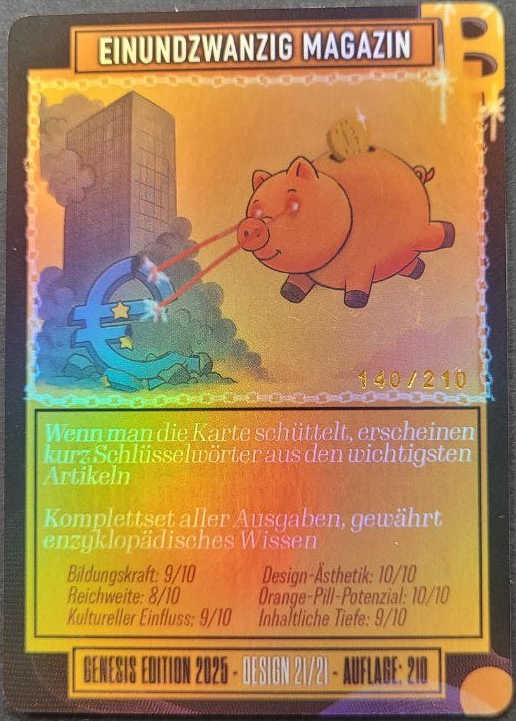 EINUNDZWANZIG MAGAZIN
B
140/210
Wenn man die Karte schüttelt, erscheinen
kurz Schlüsselwörter aus den wichtigsten
Artikeln
Komplettset aller Ausgaben, gewährt
enzyklopädisches Wissen
Bildungskraft: 9/10 Design-Ästhetik: 10/10
Reichweite: 8/10 Orange-Pill-Potenzial: 10/10
Kultureller Einfluss: 9/10 Inhaltliche Tiefe: 9/10
GENESIS EDITION 2025 - DESIGN 21/21 - AUFLAGE: 210